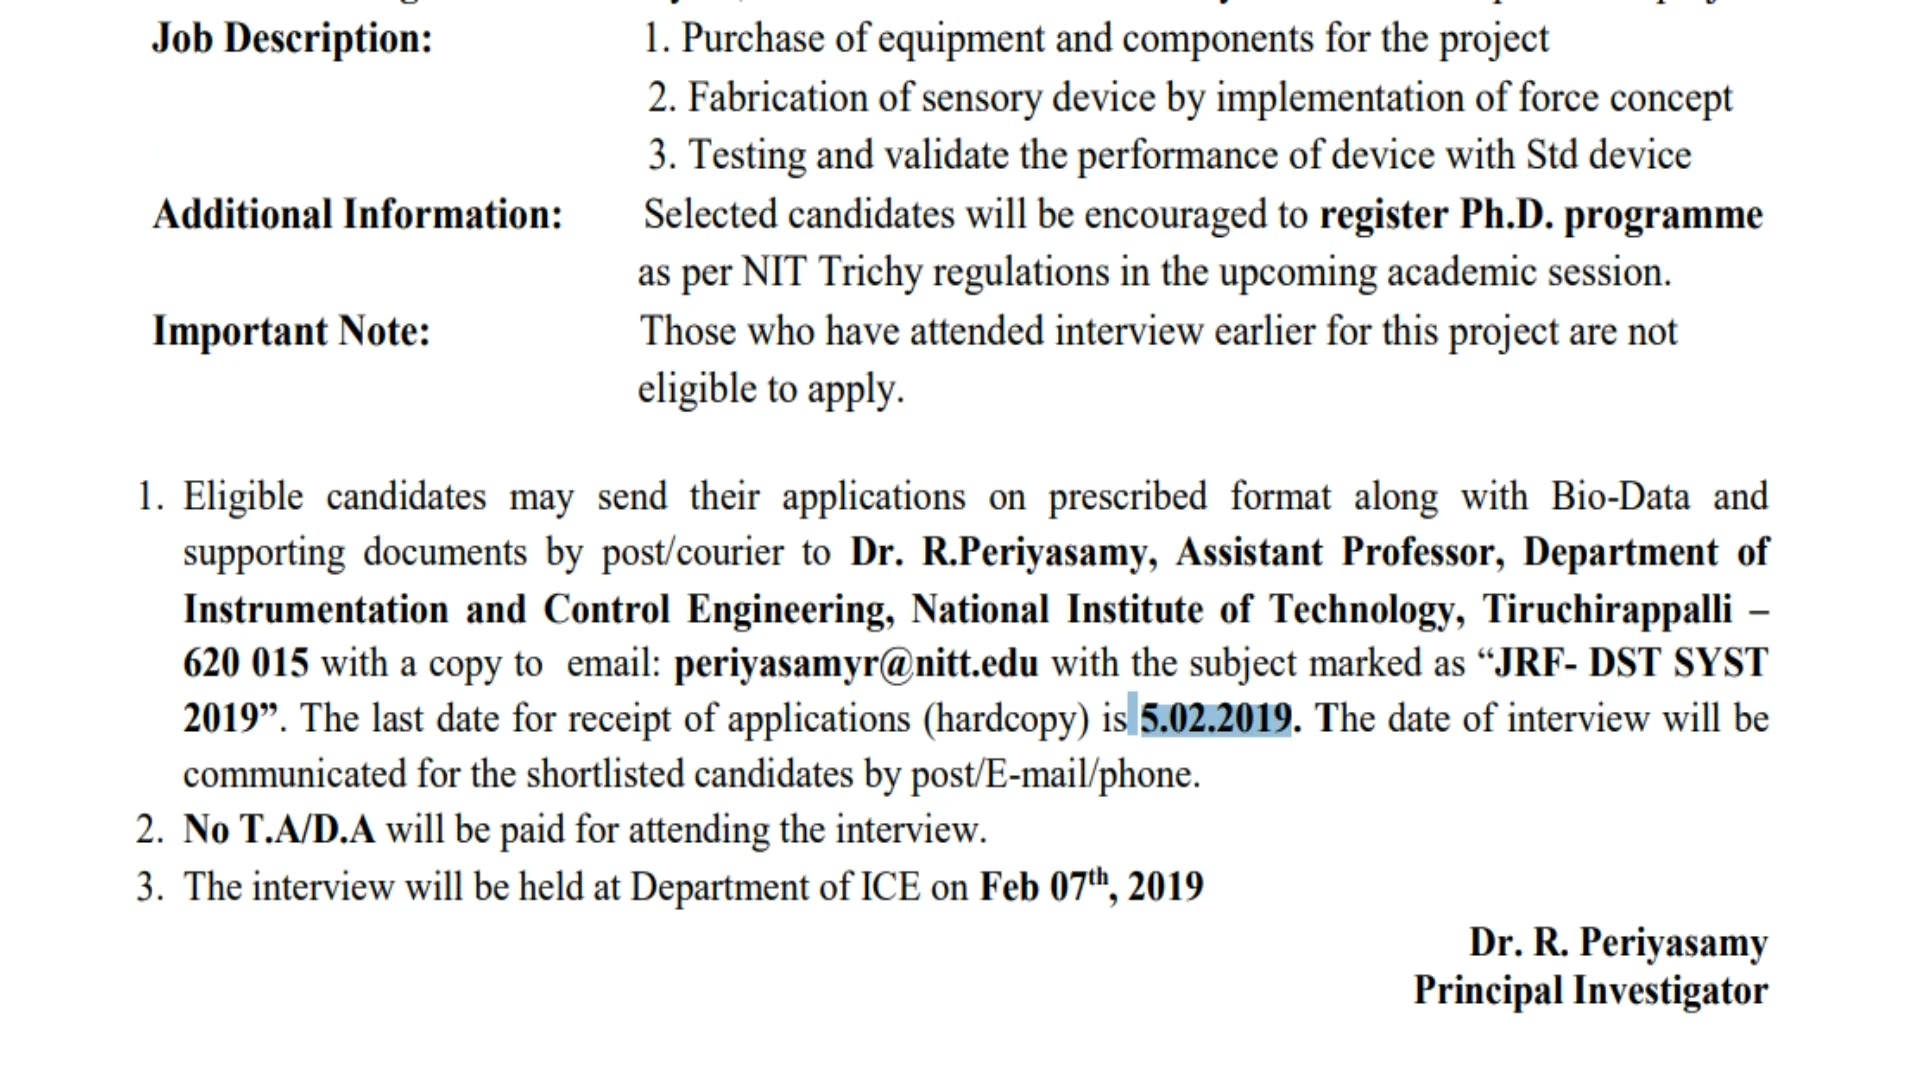 Job Description: 1. Purchase of equipment and components for the project
2. Fabrication of sensory device by implementation of force concept
3. Testing and validate the performance of device with Std device
Additional Information: Selected candidates will be encouraged to register Ph.D. programme
as per NIT Trichy regulations in the upcoming academic session.
Important Note: Those who have attended interview earlier for this project are not
eligible to apply.
1. Eligible candidates may send their applications on prescribed format along with Bio-Data and
supporting documents by post/courier to Dr. R.Periyasamy, Assistant Professor, Department of
Instrumentation and Control Engineering, National Institute of Technology, Tiruchirappalli –
620 015 with a copy to email: periyasamyr@nitt.edu with the subject marked as “JRF- DST SYST
2019”. The last date for receipt of applications (hardcopy) is 5.02.2019. The date of interview will be
communicated for the shortlisted candidates by post/E-mail/phone.
2. No T.A/D.A will be paid for attending the interview.
3. The interview will be held at Department of ICE on Feb 07th, 2019
Dr. R. Periyasamy
Principal Investigator